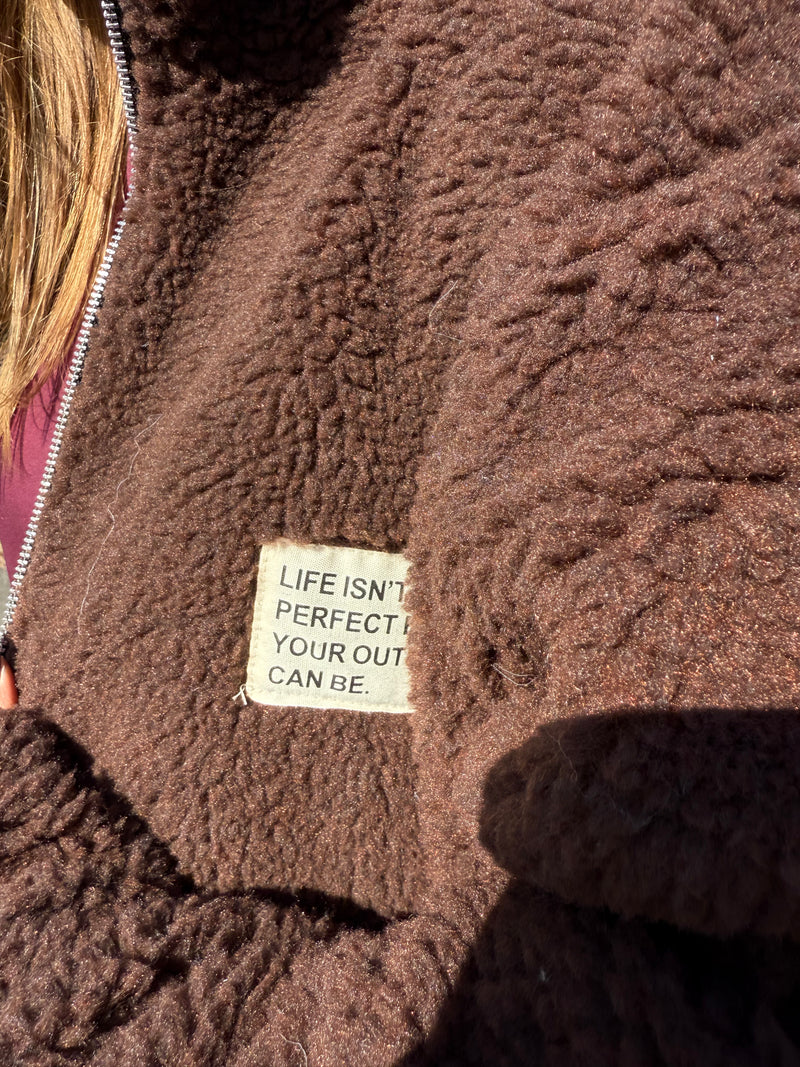 LIFE ISN'T
PERFECT
YOUR OUT
CAN BE.